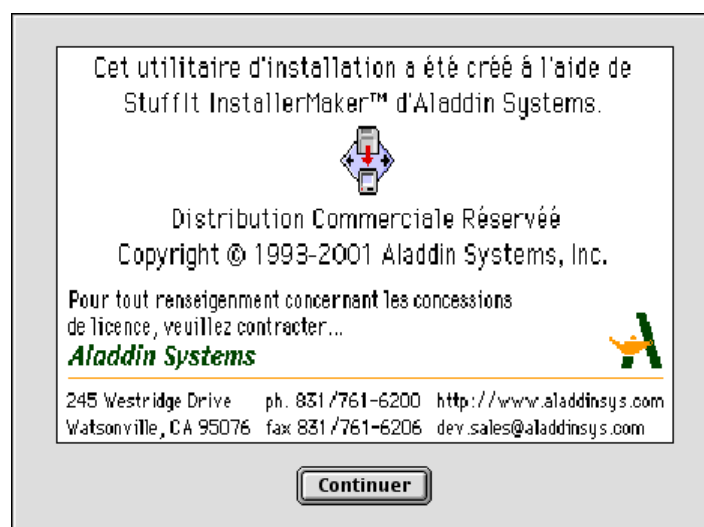 Cet utilitaire d'installation a été créé á l'aide de
StuffIt InstallerMaker™ d'Aladdin Systems.
Distribution Commerciale Réservéé
Copyright © 1993-2001 Aladdin Systems, Inc.
Pour tout renseigenment concernant les concessions
de licence, veuillez contracter...
Aladdin Systems
245 Westridge Drive ph. 831/761-6200 http://www.aladdinsys.com
Watsonville, CA 95076 fax 831/761-6206 dev.sales@aladdinsys.com
Continuer